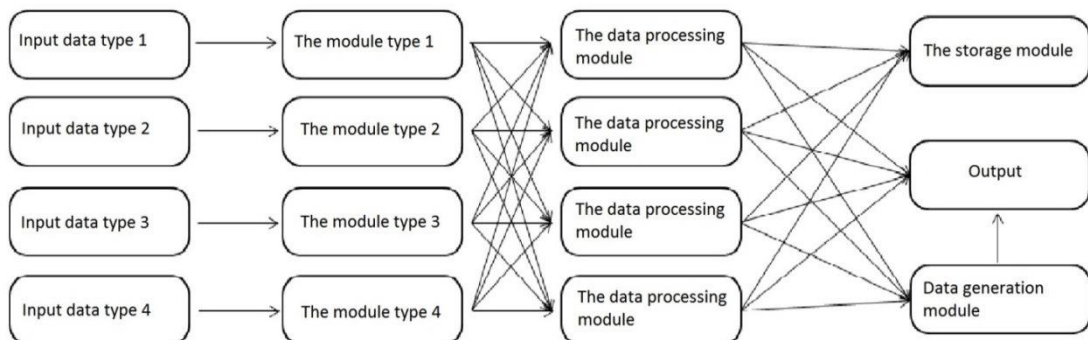 Input data type 1
The module type 1
The data processing
module
The storage module
Input data type 2
The module type 2
The data processing
module
Output
Input data type 3
The module type 3
The data processing
module
Input data type 4
The module type 4
The data processing
module
Data generation
module